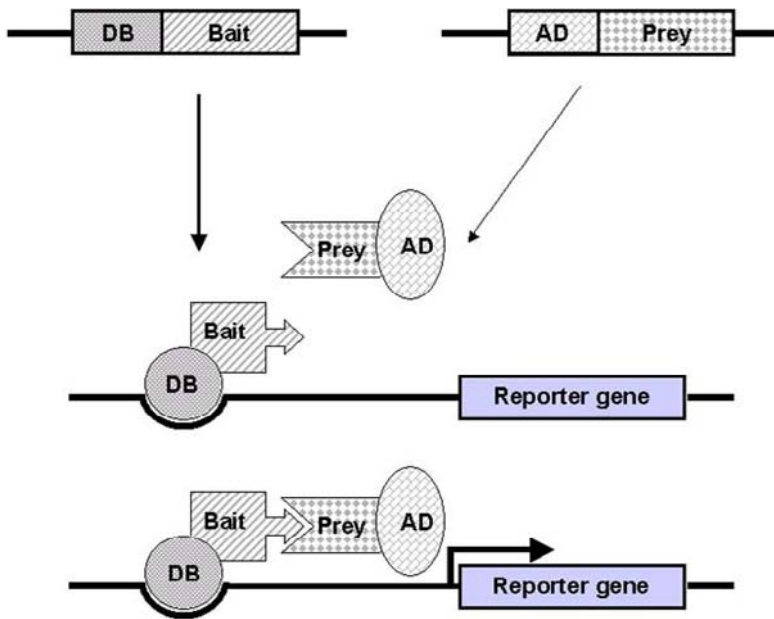 DB Bait AD Prey
Prey AD
Bait
DB
Reporter gene
Bait Prey AD
DB
Reporter gene